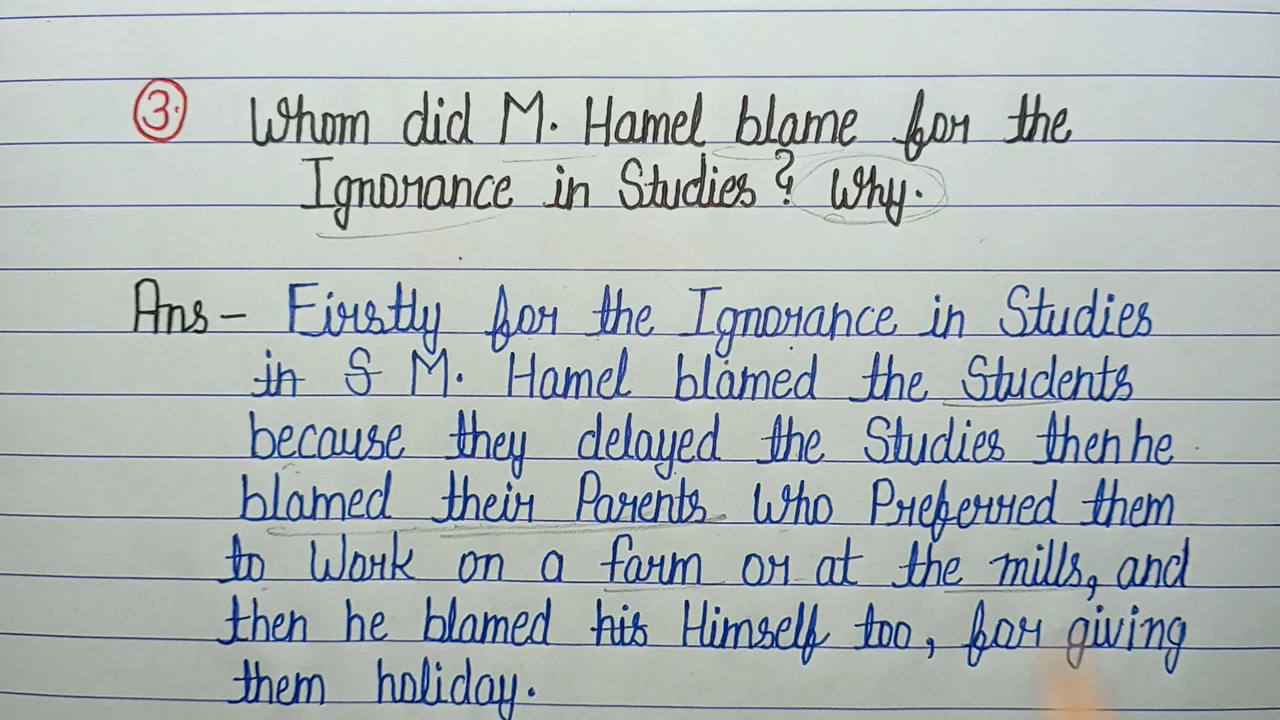 3. Whom did M. Hamel blame for the
Ignorance in Studies? Why.
Ans- Firstly for the Ignorance in Studies
in S M. Hamel blamed the Students
because they delayed the Studies then he
blamed their Parents Who Preferred them
to Work on a farm or at the mills, and
then he blamed his Himself too, for giving
them holiday.